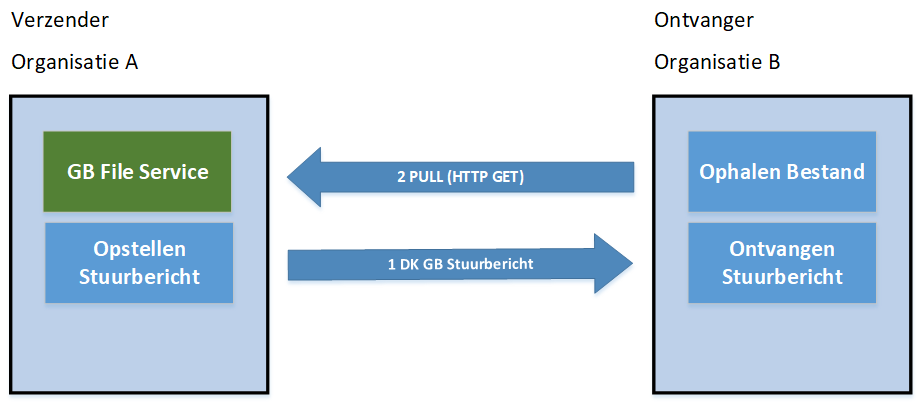 Verzender
Organisatie A
Ontvanger
Organisatie B
GB File Service
2 PULL (HTTP GET)
Ophalen Bestand
Opstellen
Stuurbericht
1 DK GB Stuurbericht
Ontvangen
Stuurbericht